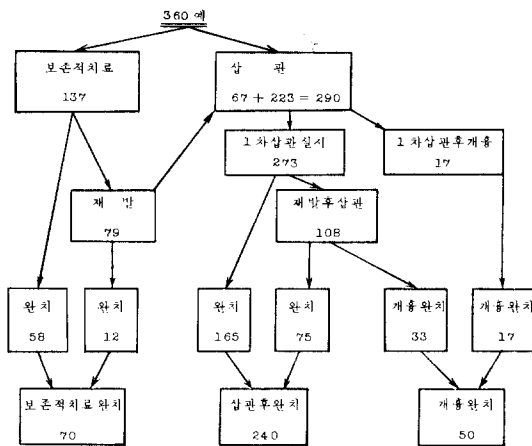 360 예
보존적치료
137
삽 관
67 + 223 = 290
1차삽관실시
273
1차삽관후개흉
17
재 발
79
재발후삽관
108
완치
58
완치
12
완치
165
완치
75
개흉완치
33
개흉완치
17
보존적치료완치
70
삽관후완치
240
개흉완치
50